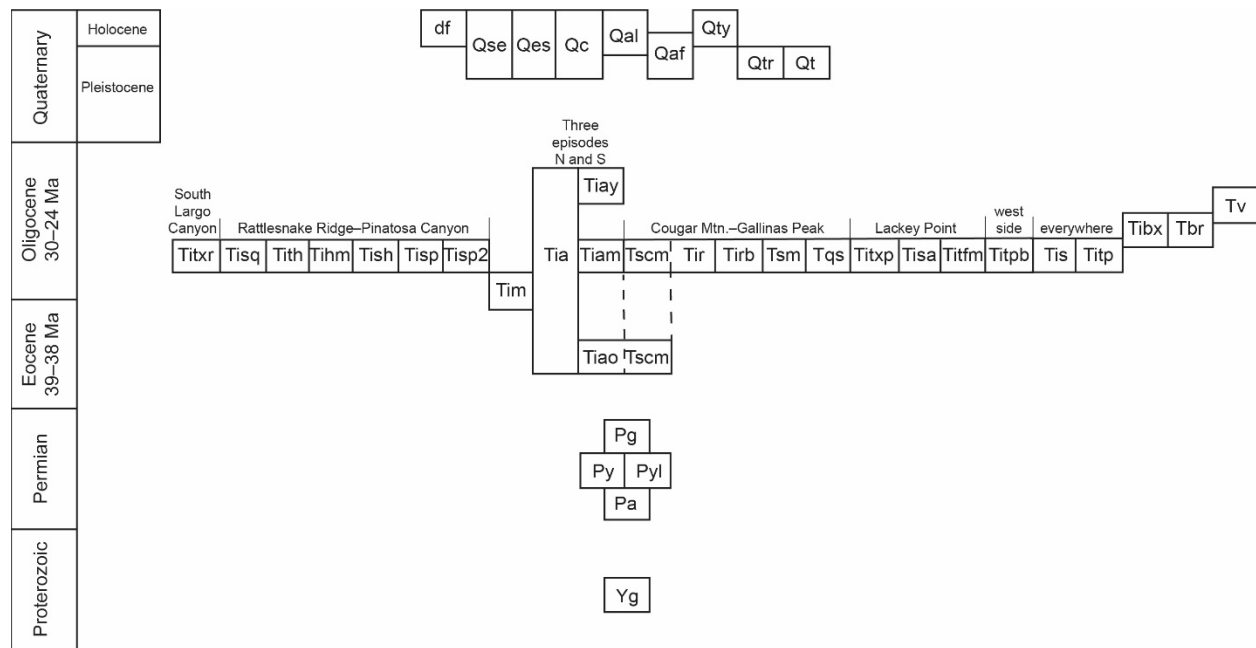 Quaternary
Holocene
Pleistocene
df
Qse
Qes
Qc
Qal
Qaf
Qty
Qtr
Qt
Oligocene
30–24 Ma
Three
episodes
N and S
South
Largo
Canyon
Rattlesnake Ridge–Pinatosa Canyon
Cougar Mtn.–Gallinas Peak
Lackey Point
west
side
everywhere
Tiay
Tv
Tibx
Tbr
Titxr
Tisq
Tith
Tihm
Tish
Tisp
Tisp2
Tim
Tia
Tiam
Tscm
Tir
Tirb
Tsm
Tqs
Titxp
Tisa
Titfm
Titpb
Tis
Titp
Eocene
39–38 Ma
Tiao
Tscm
Permian
Pg
Py
Pyl
Pa
Proterozoic
Yg